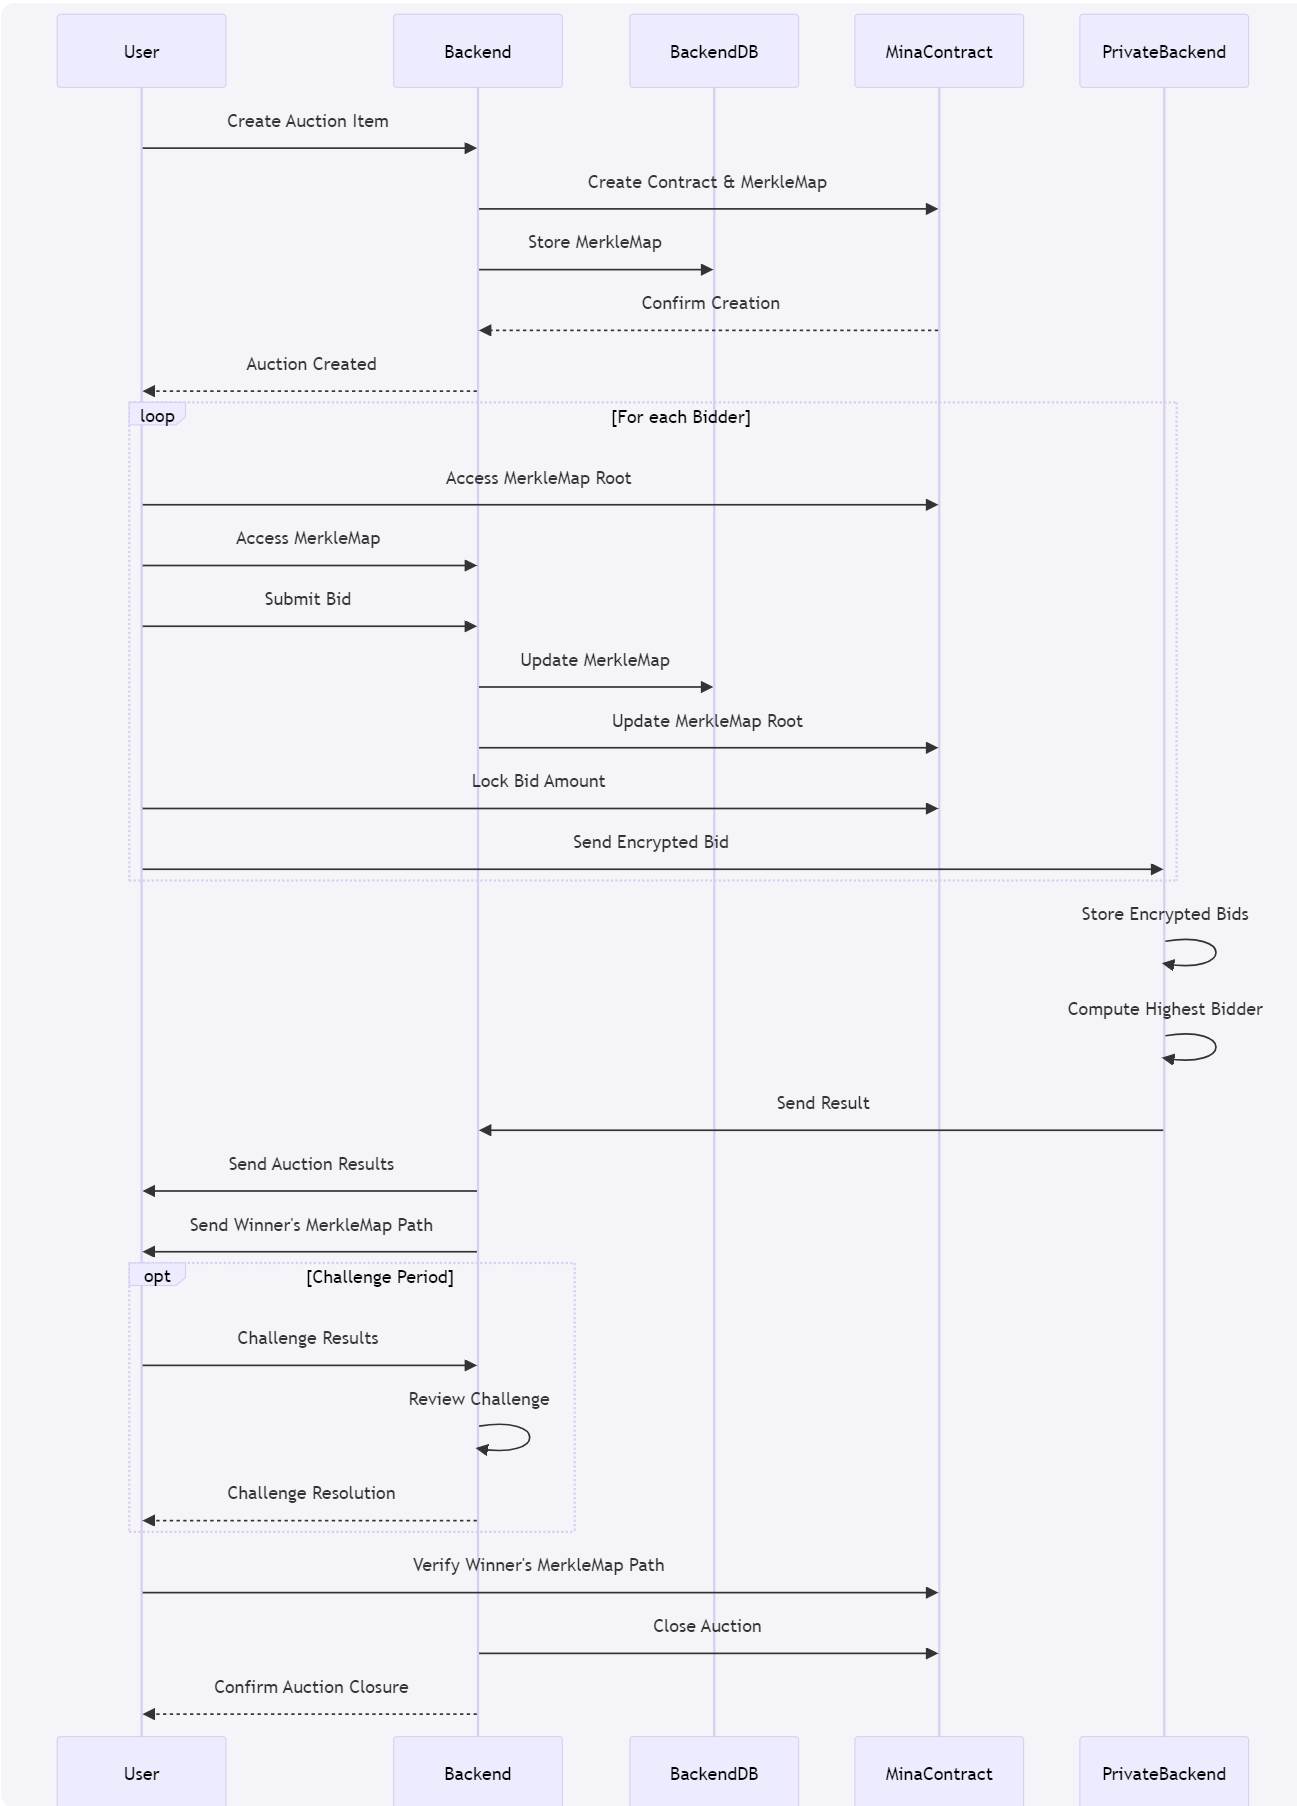 User
Backend
BackendDB
MinaContract
PrivateBackend
Create Auction Item
Create Contract & MerkleMap
Store MerkleMap
Confirm Creation
Auction Created
loop
[For each Bidder]
Access MerkleMap Root
Access MerkleMap
Submit Bid
Update MerkleMap
Update MerkleMap Root
Lock Bid Amount
Send Encrypted Bid
Store Encrypted Bids
Compute Highest Bidder
Send Result
Send Auction Results
Send Winner's MerkleMap Path
opt
[Challenge Period]
Challenge Results
Review Challenge
Challenge Resolution
Verify Winner's MerkleMap Path
Close Auction
Confirm Auction Closure
User
Backend
BackendDB
MinaContract
PrivateBackend